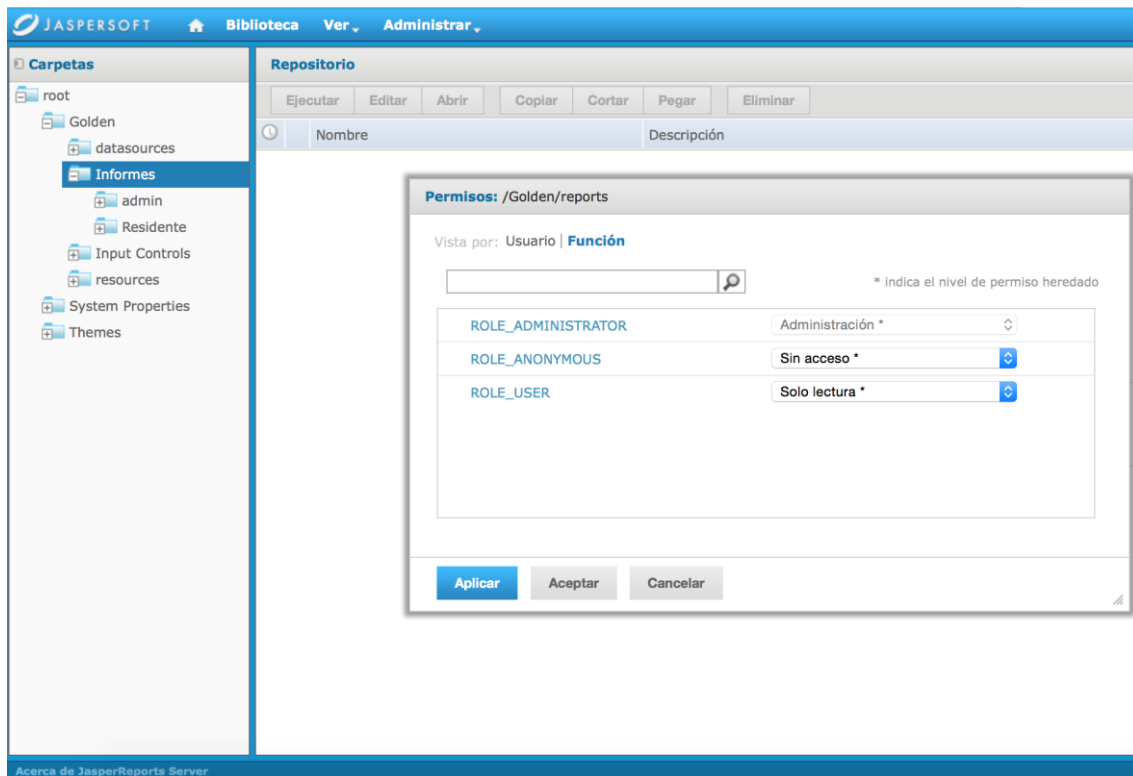 JASPERSOFT Biblioteca Ver Administrar
Carpetas
root
Golden
datasources
Informes
admin
Residente
Input Controls
resources
System Properties
Themes
Repositorio
Ejecutar Editar Abrir Copiar Cortar Pegar Eliminar
Nombre Descripción
Permisos: /Golden/reports
Vista por: Usuario | Función
* indica el nivel de permiso heredado
ROLE_ADMINISTRATOR Administración *
ROLE_ANONYMOUS Sin acceso *
ROLE_USER Solo lectura *
Aplicar Aceptar Cancelar
Acerca de JasperReports Server